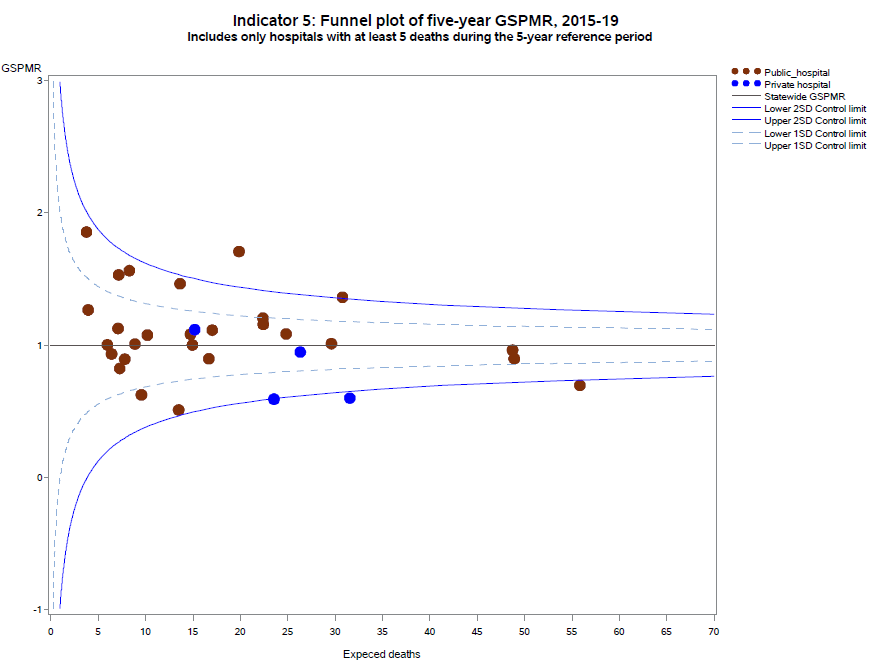 Indicator 5: Funnel plot of five-year GSPMR, 2015-19
Includes only hospitals with at least 5 deaths during the 5-year reference period
GSPMR
3
2
1
0
-1
0 5 10 15 20 25 30 35 40 45 50 55 60 65 70
Expeced deaths
Public_hospital
Private hospital
Statewide GSPMR
Lower 2SD Control limit
Upper 2SD Control limit
Lower 1SD Control limit
Upper 1SD Control limit